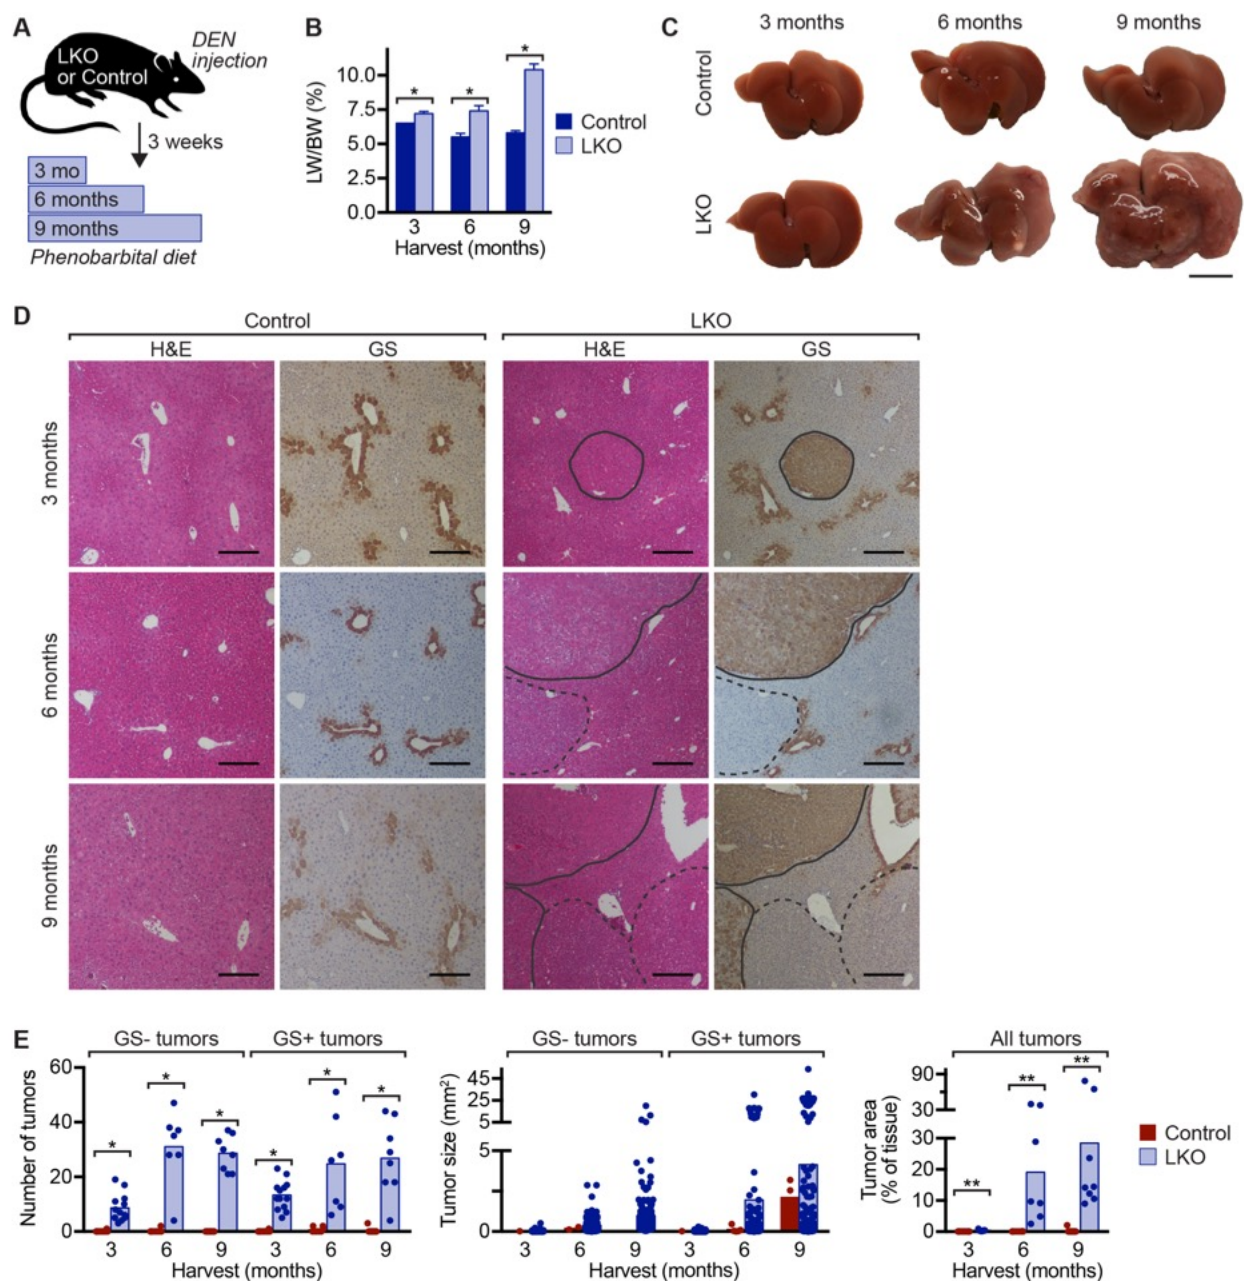 A
LKO
or Control
DEN
injection
3 weeks
3 mo
6 months
9 months
Phenobarbital diet
B
LW/BW (%)
10.0
7.5
5.0
2.5
0.0
* * *
3 6 9
Harvest (months)
Control
LKO
C
3 months 6 months 9 months
Control
LKO
D
Control LKO
H&E GS H&E GS
3 months
6 months
9 months
E
GS- tumors GS+ tumors
Number of tumors
60
40
20
0
* * * * * *
3 6 9 3 6 9
Harvest (months)
GS- tumors GS+ tumors
Tumor size (mm²)
45
25
5
5
0
3 6 9 3 6 9
Harvest (months)
All tumors
Tumor area
(% of tissue)
90
30
30
20
10
0
** ** **
3 6 9
Harvest (months)
Control
LKO